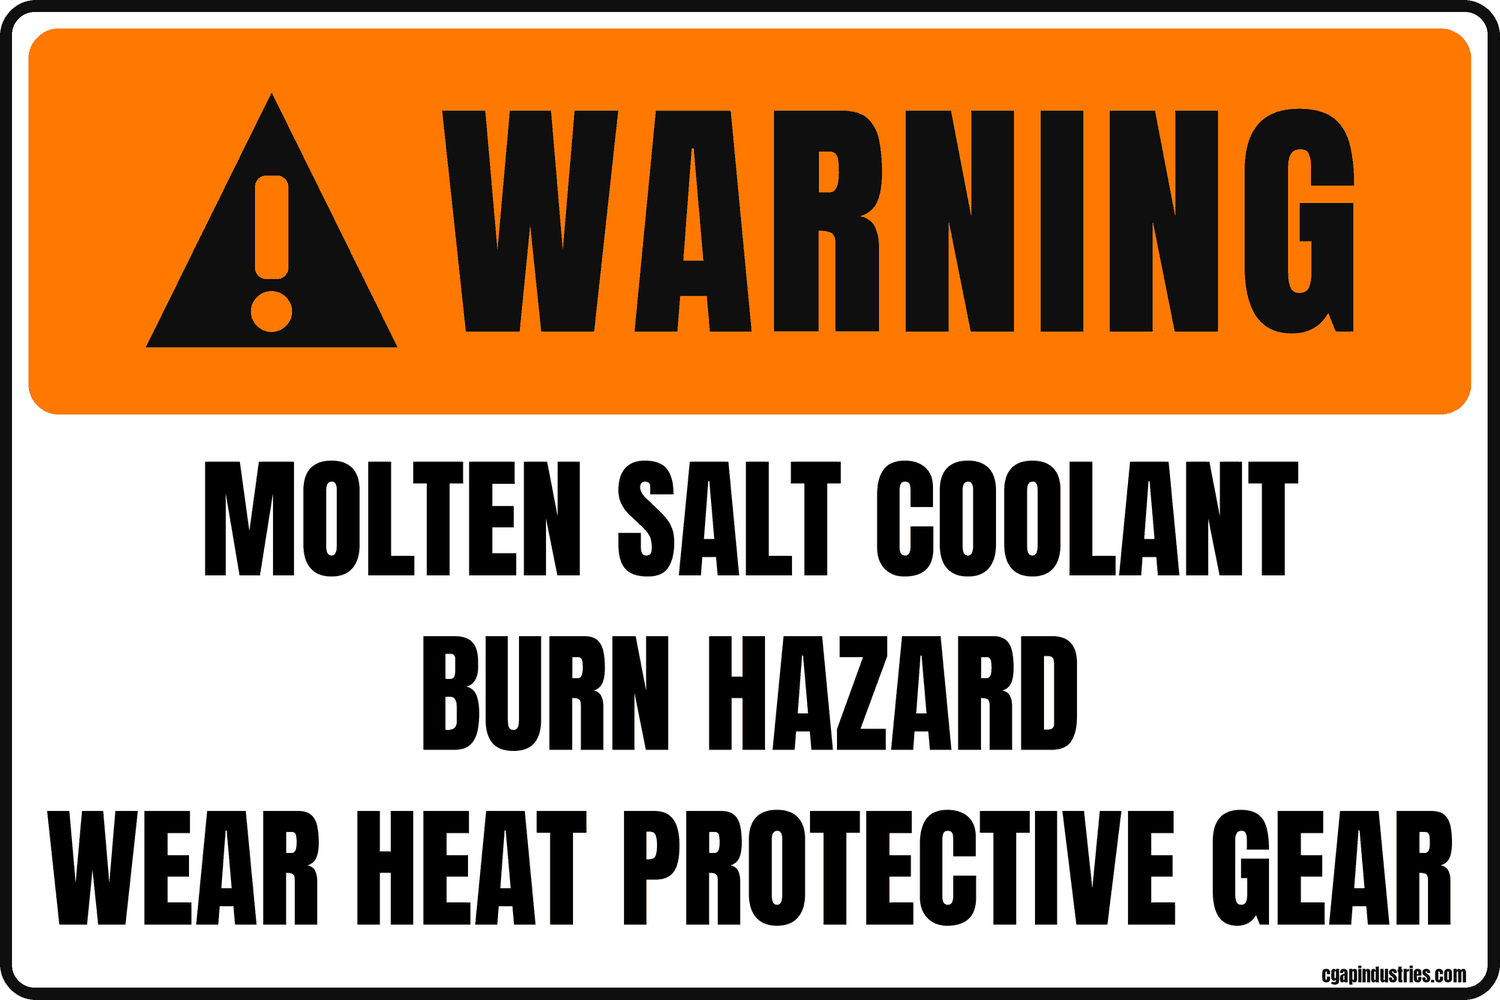 WARNING
MOLTEN SALT COOLANT
BURN HAZARD
WEAR HEAT PROTECTIVE GEAR
cgapindustries.com